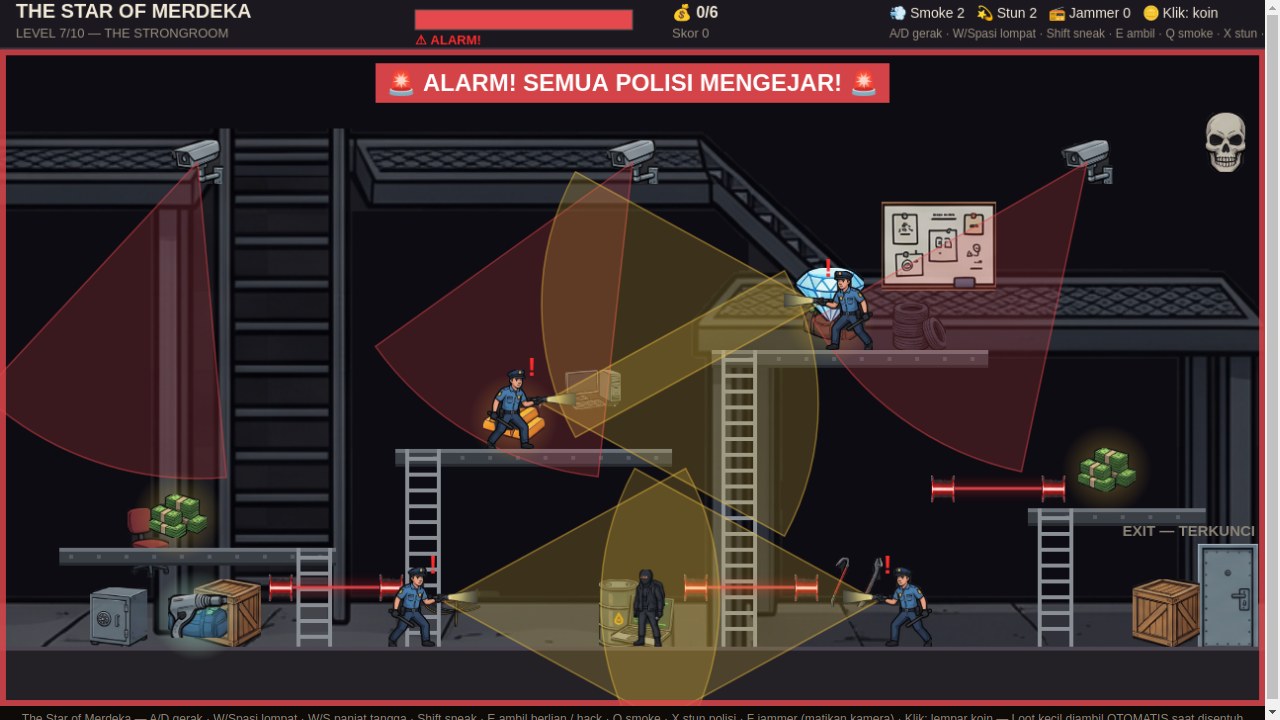 THE STAR OF MERDEKA
LEVEL 7/10 — THE STRONGROOM
⚠ ALARM!
💰 0/6
Skor 0
💨 Smoke 2 💫 Stun 2 📻 Jammer 0 🪙 Klik: koin
A/D gerak · W/Spasi lompat · Shift sneak · E ambil · Q smoke · X stun ·
🚨 ALARM! SEMUA POLISI MENGEJAR! 🚨
!
!
!
!
EXIT — TERKUNCI
The Star of Merdeka — A/D gerak · W/Spasi lompat · W/S panjat tangga · Shift sneak · E ambil berlian / hack · Q smoke · X stun polisi · F jammer (matikan kamera) · Klik: lempar koin — Loot kecil diambil OTOMATIS saat disentuh